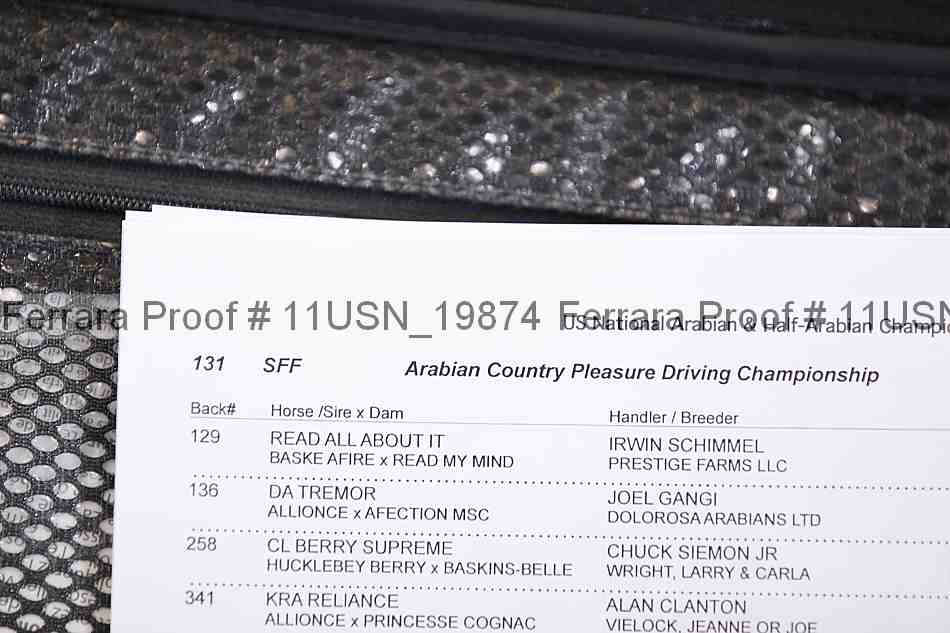 Ferrara Proof # 11USN_19874 Ferrara Proof # 11USN
US National Arabian & Half-Arabian
131 SFF Arabian Country Pleasure Driving Championship
Back# Horse /Sire x Dam Handler / Breeder
129 READ ALL ABOUT IT IRWIN SCHIMMEL
BASKE AFIRE x READ MY MIND PRESTIGE FARMS LLC
136 DA TREMOR JOEL GANGI
ALLIONCE x AFECTION MSC DOLOROSA ARABIANS LTD
258 CL BERRY SUPREME CHUCK SIEMON JR
HUCKLEBEY BERRY x BASKINS-BELLE WRIGHT, LARRY & CARLA
341 KRA RELIANCE ALAN CLANTON
ALLIONCE x PRINCESSE COGNAC VIELOCK, JEANNE OR JOE